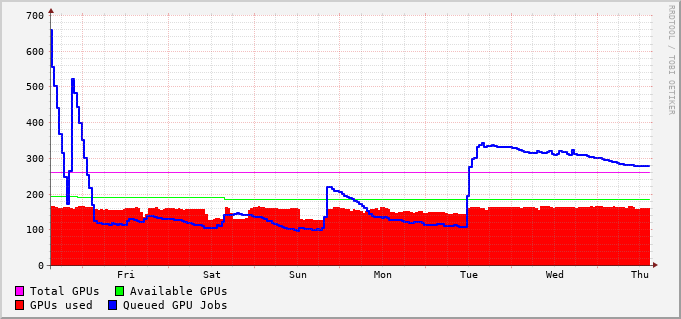 700
600
500
400
300
200
100
0
Fri Sat Sun Mon Tue Wed Thu
Total GPUs Available GPUs
GPUs used Queued GPU Jobs
RRDTOOL / TOBI OETIKER